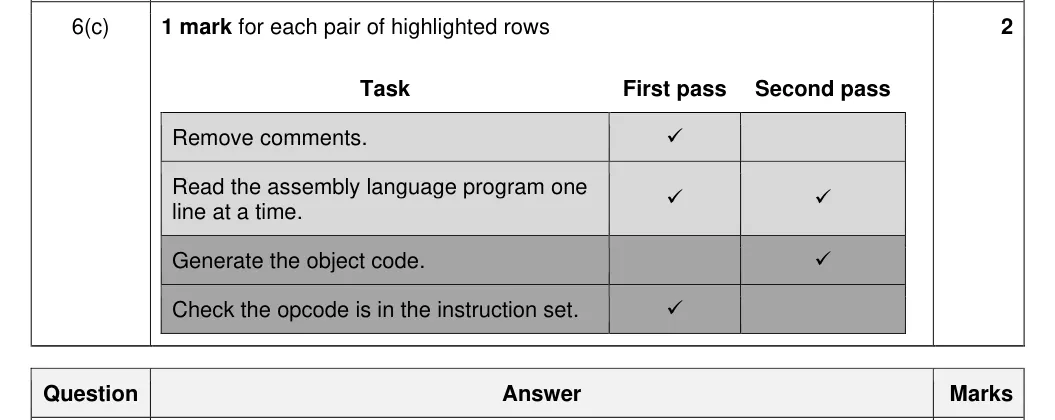 6(c) 1 mark for each pair of highlighted rows 2
Task First pass Second pass
Remove comments. ✓
Read the assembly language program one
line at a time. ✓ ✓
Generate the object code. ✓
Check the opcode is in the instruction set. ✓
Question Answer Marks